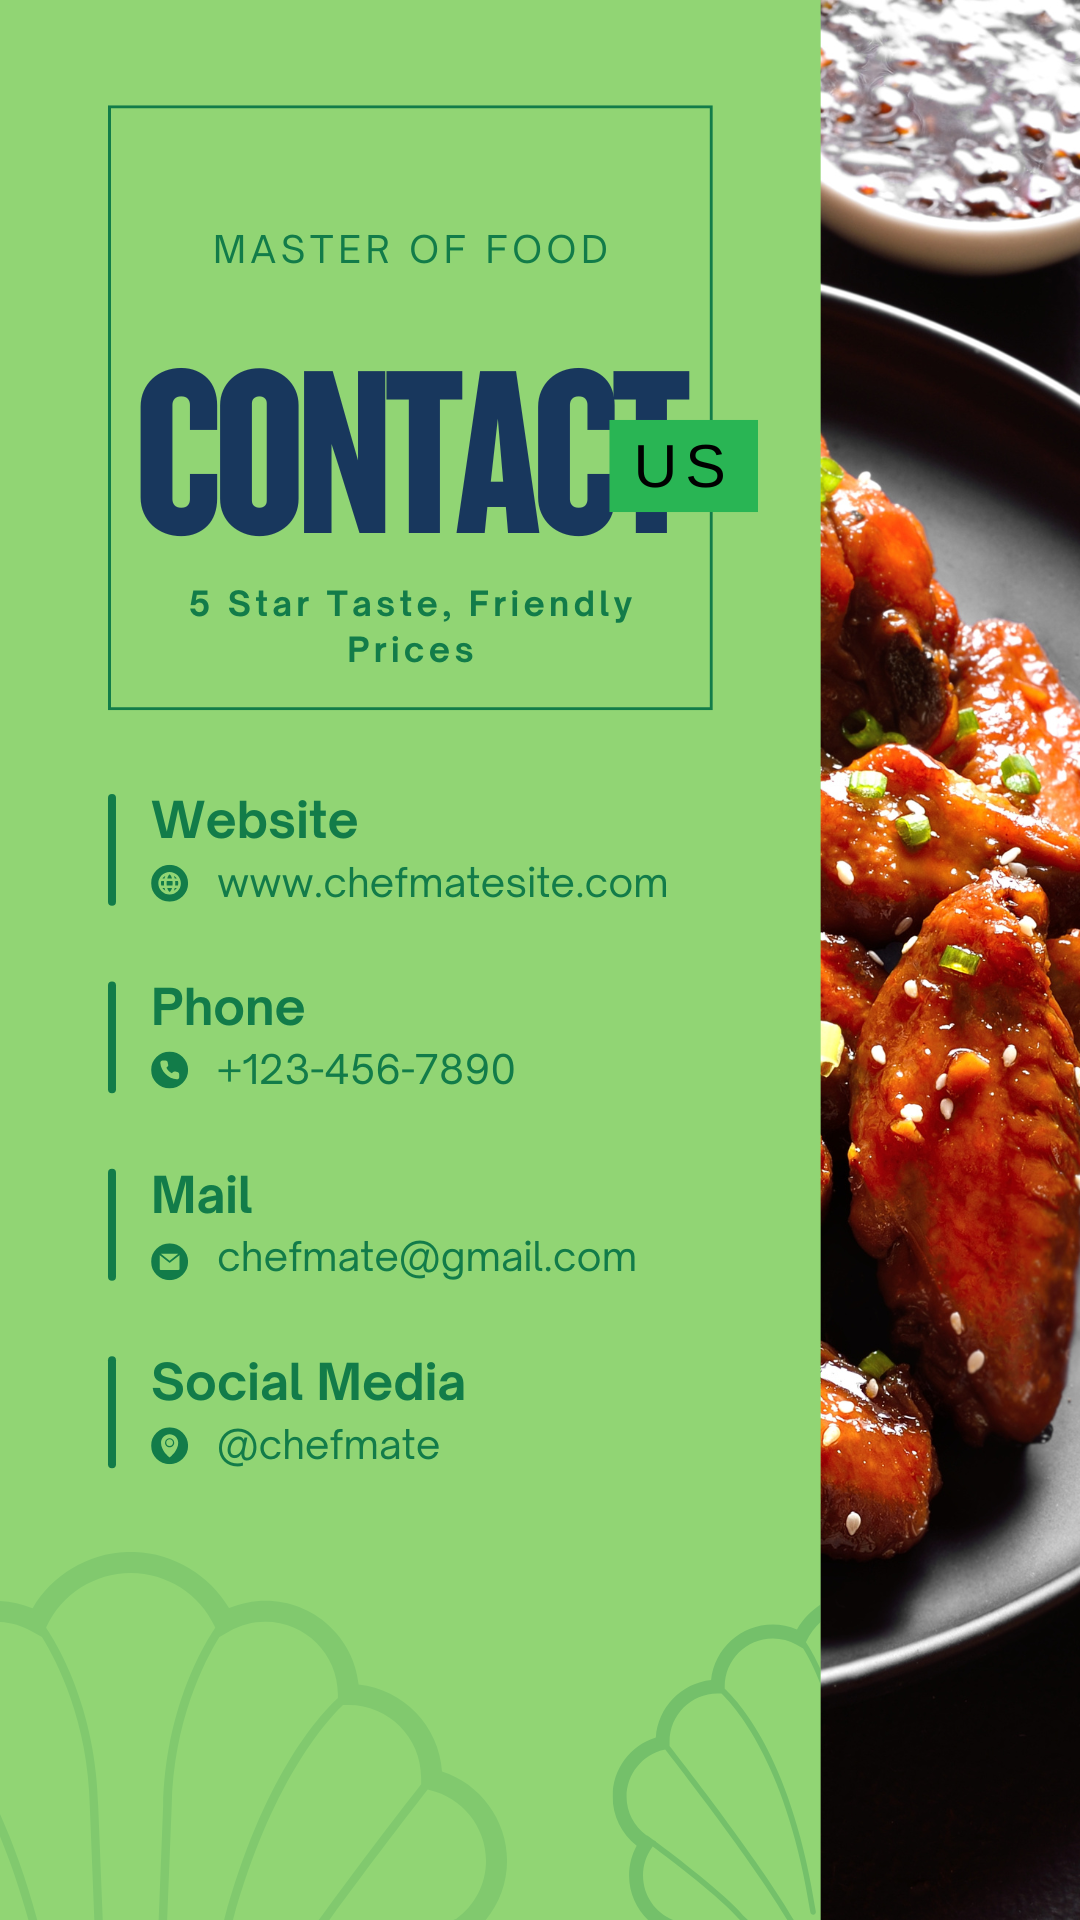 MASTER OF FOOD
CONTACT
US
5 Star Taste, Friendly
Prices
Website
www.chefmatesite.com
Phone
+123-456-7890
Mail
chefmate@gmail.com
Social Media
@chefmate